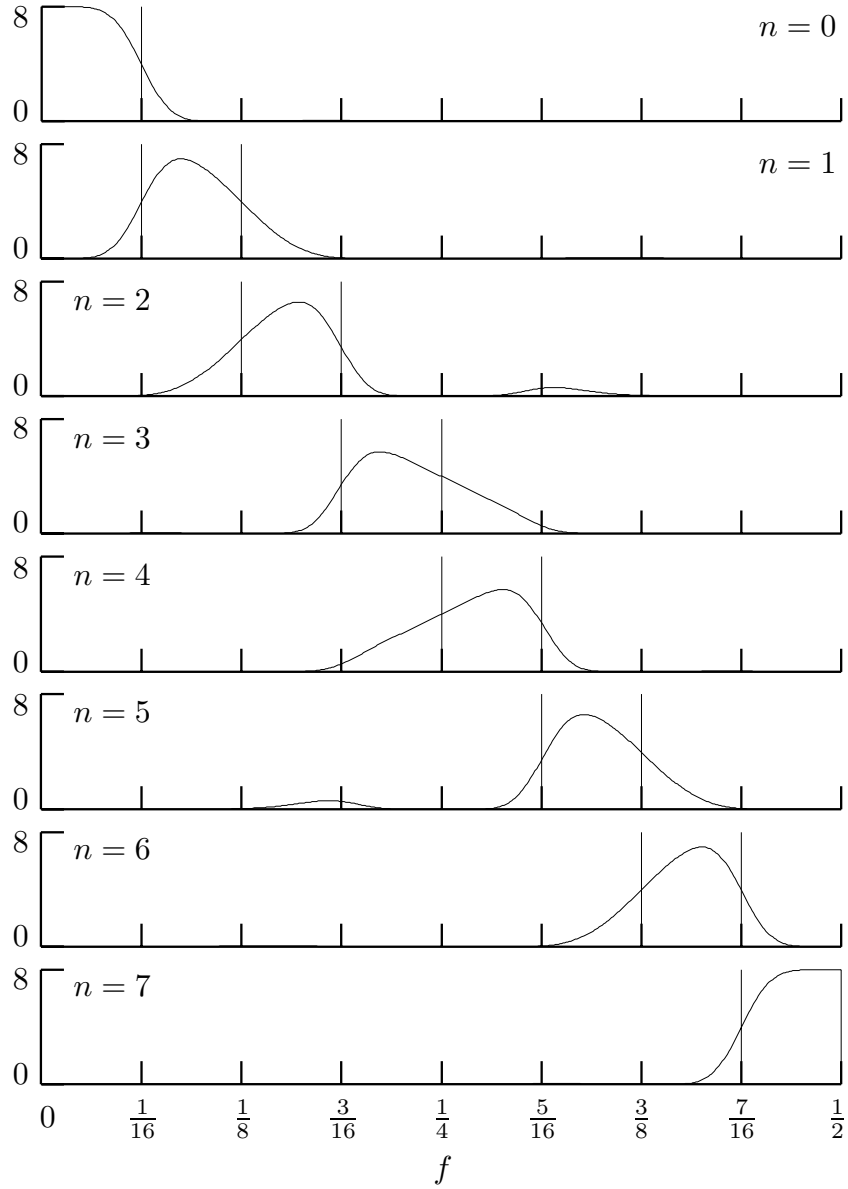 8
n = 0
0
8
n = 1
0
8
n = 2
0
8
n = 3
0
8
n = 4
0
8
n = 5
0
8
n = 6
0
8
n = 7
0
0 1/16 1/8 3/16 1/4 5/16 3/8 7/16 1/2
f